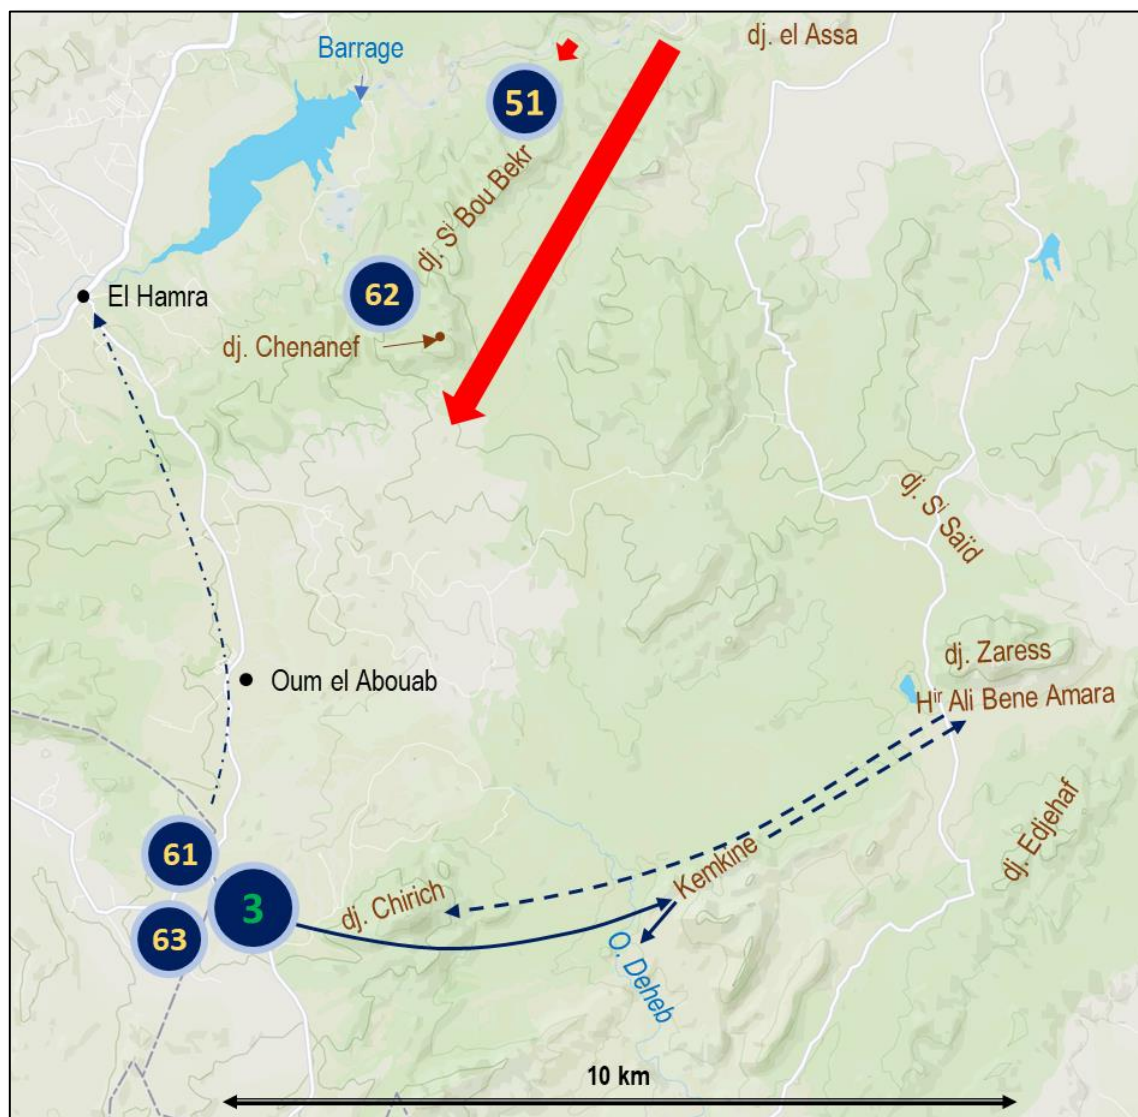 dj. el Assa
Barrage
51
dj. Sⁱ Bou Bekr
62
El Hamra
dj. Chenanef
dj. Sⁱ Saïd
dj. Zaress
Oum el Abouab
Hⁱʳ Ali Bene Amara
dj. Edjehaf
61
Kemkine
3
dj. Chirich
63
O. Deheb
10 km